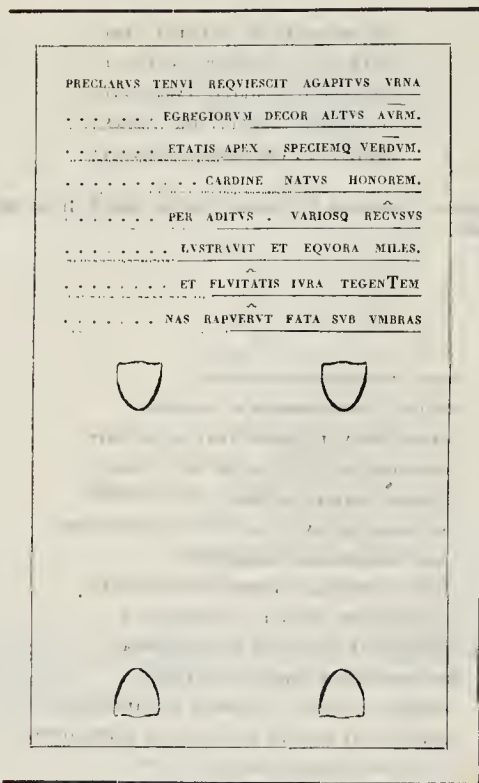 PRECLARVS TENVI REQVIESCIT AGAPITVS VRNA
. . . . . . . EGREGIORVM DECOR ALTVS AVRM.
. . . . . . . ETATIS APEX . SPECIEMQ VERDVM.
. . . . . . . . . . CARDINE NATVS HONOREM.
. . . . . . . PER ADITVS . VARIOSQ RECVSVS
. . . . . . . . LVSTRAVIT ET EQVORA MILES.
. . . . . . . . ET FLVITATIS IVRA TEGENTEM
. . . . . . . NAS RAPVERVT FATA SVB VMBRAS